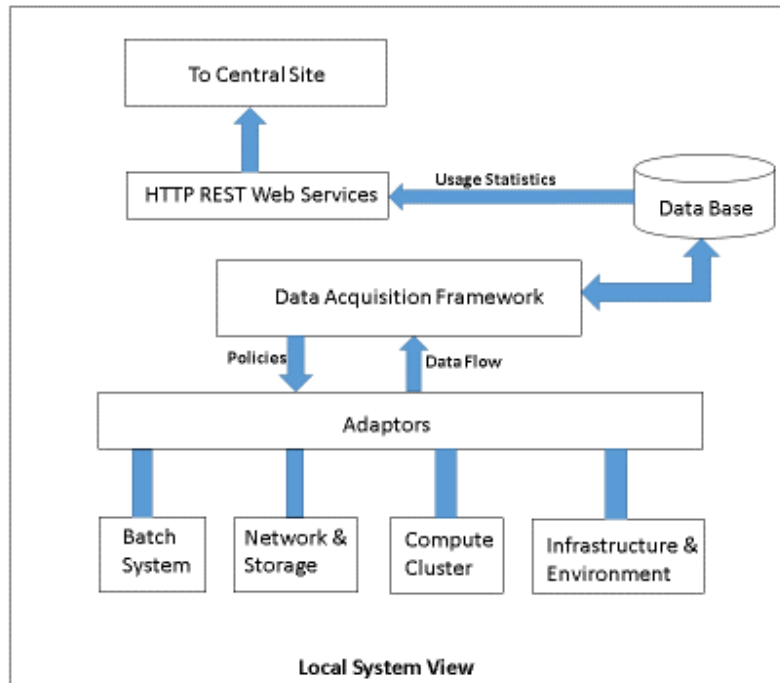 To Central Site
HTTP REST Web Services
Usage Statistics
Data Base
Data Acquisition Framework
Policies
Data Flow
Adaptors
Batch
System
Network &
Storage
Compute
Cluster
Infrastructure &
Environment
Local System View